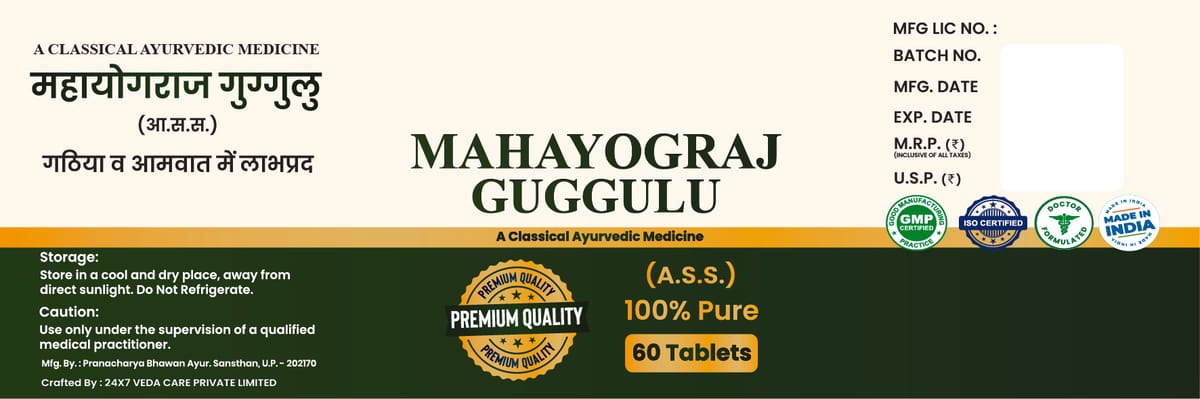 A CLASSICAL AYURVEDIC MEDICINE
महायोगराज गुग्गुलु
(आ.स.स.)
गठिया व आमवात में लाभप्रद
Storage:
Store in a cool and dry place, away from
direct sunlight. Do Not Refrigerate.
Caution:
Use only under the supervision of a qualified
medical practitioner.
Mfg. By. : Pranacharya Bhawan Ayur. Sansthan, U.P. - 202170
Crafted By : 24X7 VEDA CARE PRIVATE LIMITED
MAHAYOGRAJ
GUGGULU
A Classical Ayurvedic Medicine
PREMIUM QUALITY
PREMIUM QUALITY
PREMIUM QUALITY
(A.S.S.)
100% Pure
60 Tablets
MFG LIC NO. :
BATCH NO.
MFG. DATE
EXP. DATE
M.R.P. (₹)
(INCLUSIVE OF ALL TAXES)
U.S.P. (₹)
GOOD MANUFACTURING
GMP
CERTIFIED
PRACTICE
ISO CERTIFIED
DOCTOR
FORMULATED
MADE IN INDIA
MADE IN
INDIA